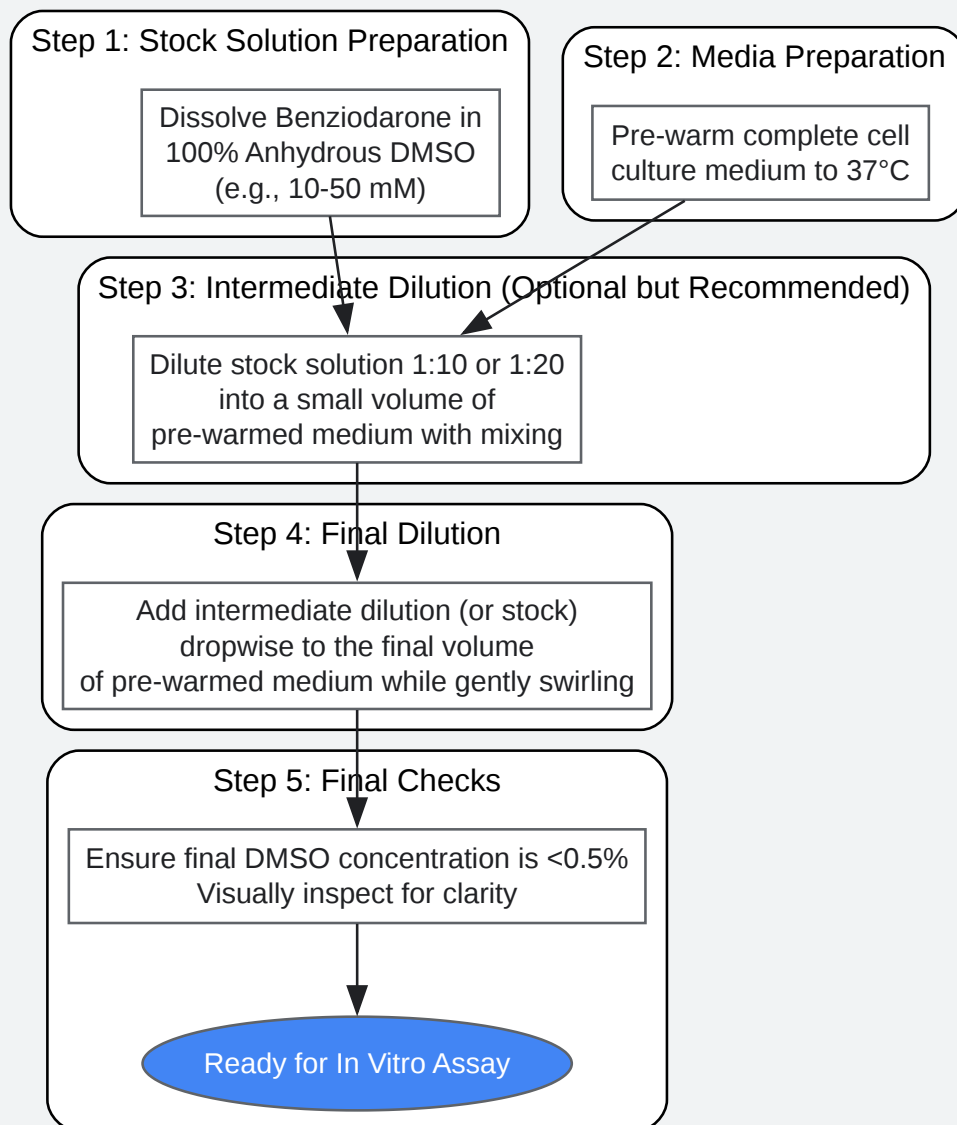 Step 1: Stock Solution Preparation
Dissolve Benziodarone in
100% Anhydrous DMSO
(e.g., 10-50 mM)
Step 2: Media Preparation
Pre-warm complete cell
culture medium to 37°C
Step 3: Intermediate Dilution (Optional but Recommended)
Dilute stock solution 1:10 or 1:20
into a small volume of
pre-warmed medium with mixing
Step 4: Final Dilution
Add intermediate dilution (or stock)
dropwise to the final volume
of pre-warmed medium while gently swirling
Step 5: Final Checks
Ensure final DMSO concentration is <0.5%
Visually inspect for clarity
Ready for In Vitro Assay